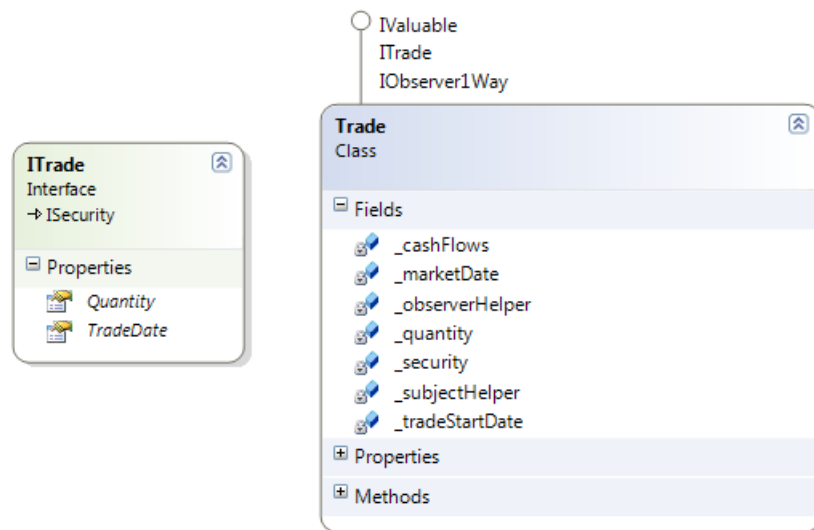 IValuable
ITrade
IObserver1Way
ITrade
Interface
ISecurity
Properties
Quantity
TradeDate
Trade
Class
Fields
_cashFlows
_marketDate
_observerHelper
_quantity
_security
_subjectHelper
_tradeStartDate
Properties
Methods